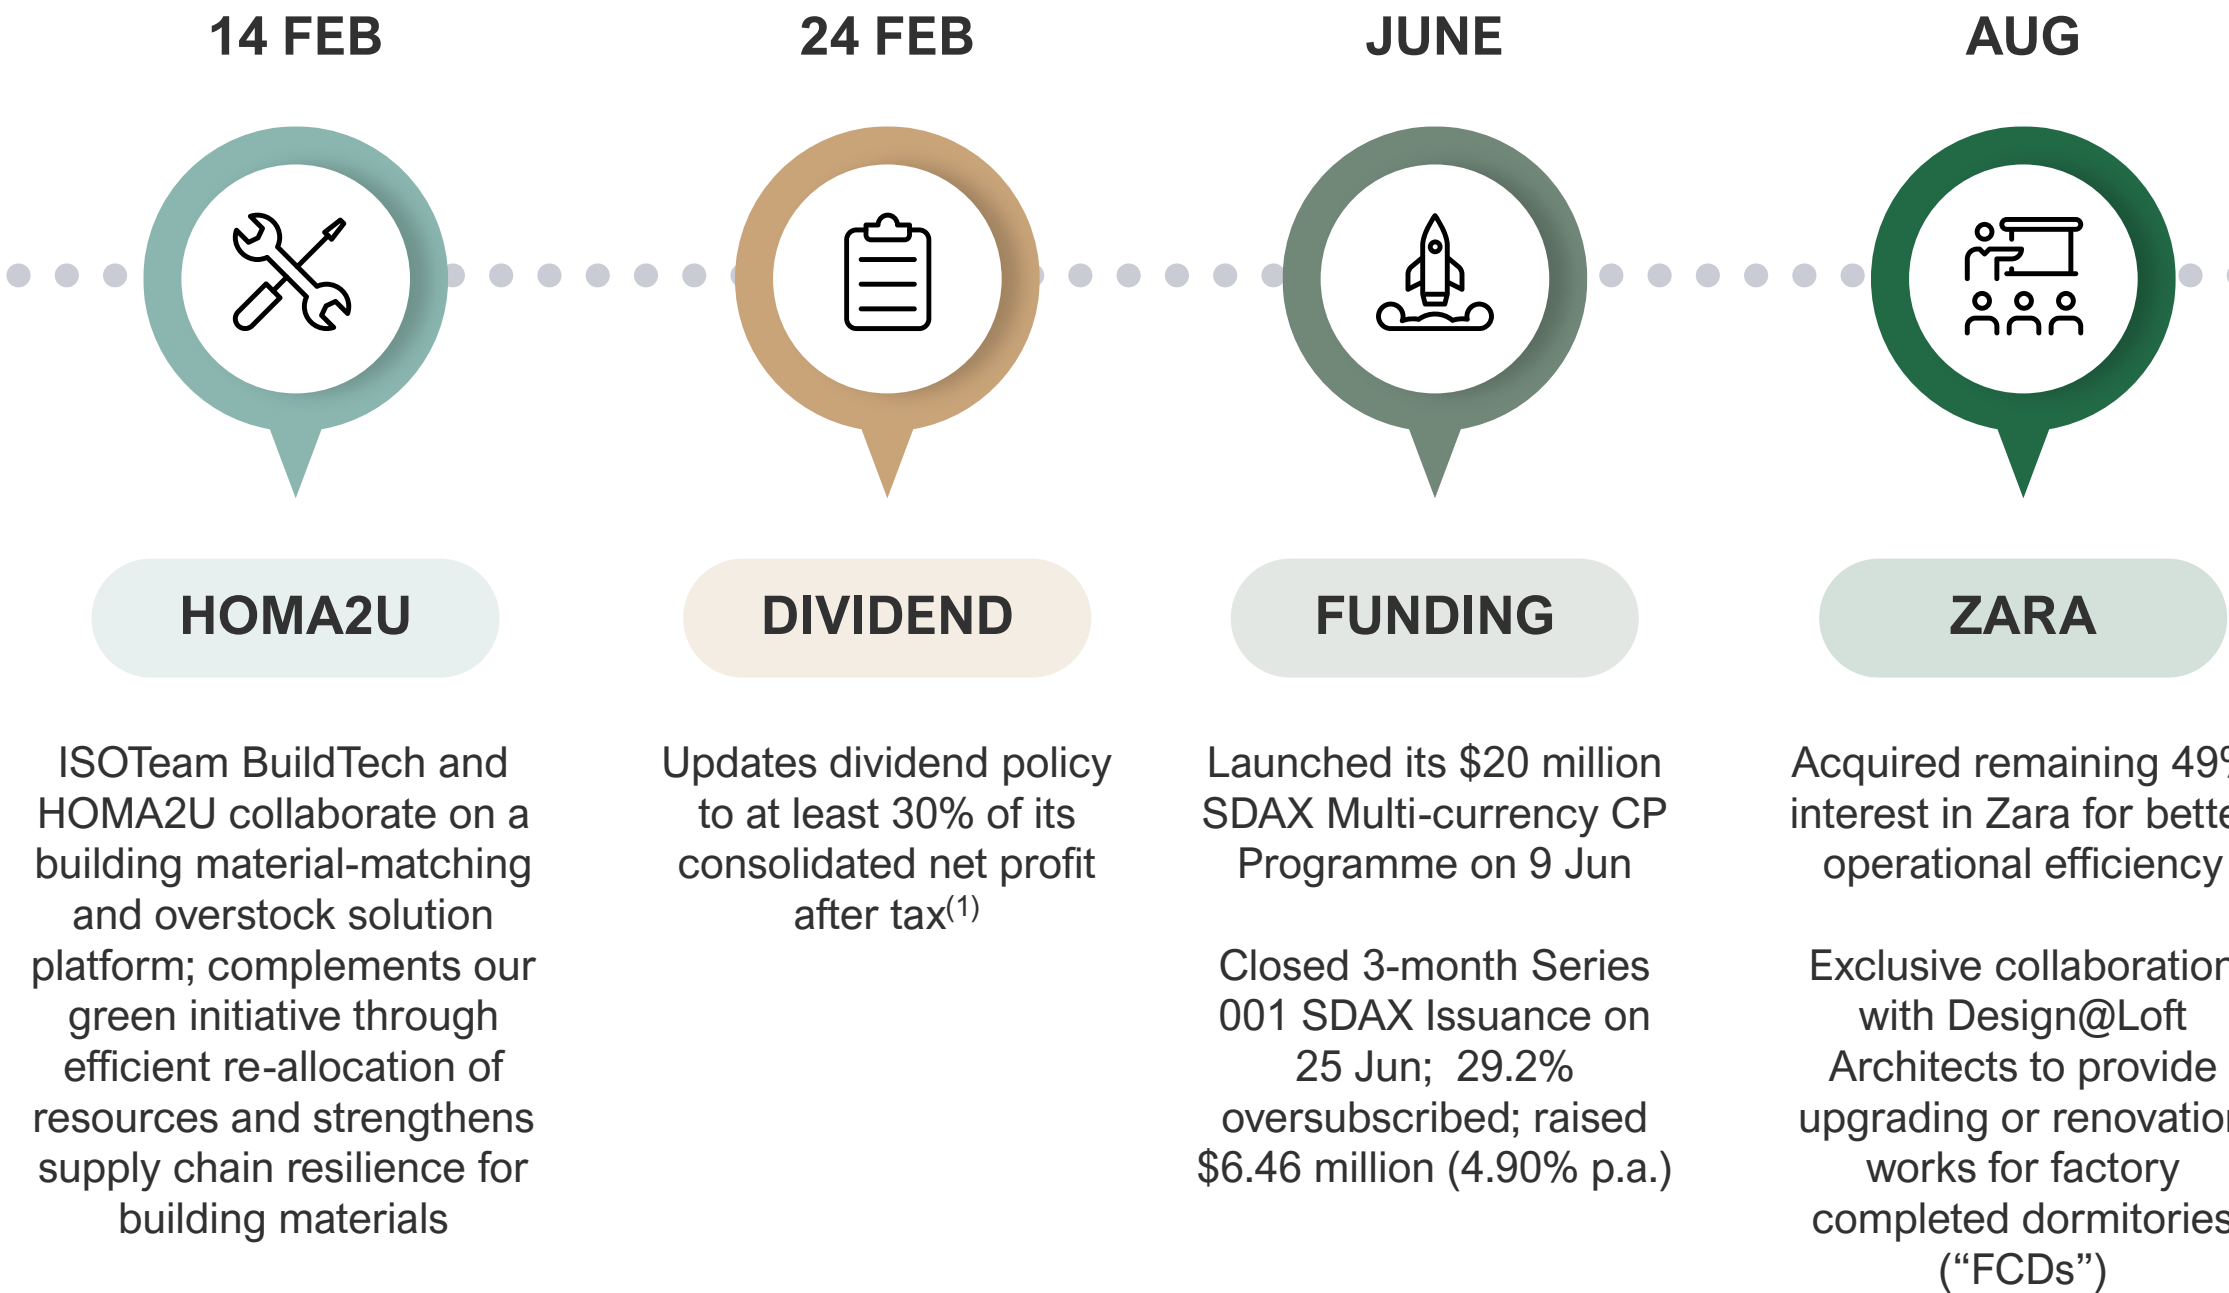 14 FEB
HOMA2U
ISOTeam BuildTech and
HOMA2U collaborate on a
building material-matching
and overstock solution
platform; complements our
green initiative through
efficient re-allocation of
resources and strengthens
supply chain resilience for
building materials
24 FEB
DIVIDEND
Updates dividend policy
to at least 30% of its
consolidated net profit
after tax(1)
JUNE
FUNDING
Launched its $20 million
SDAX Multi-currency CP
Programme on 9 Jun
Closed 3-month Series
001 SDAX Issuance on
25 Jun; 29.2%
oversubscribed; raised
$6.46 million (4.90% p.a.)
AUG
ZARA
Acquired remaining 49%
interest in Zara for bette
operational efficiency
Exclusive collaboration
with Design@Loft
Architects to provide
upgrading or renovation
works for factory
completed dormitories
(“FCDs”)